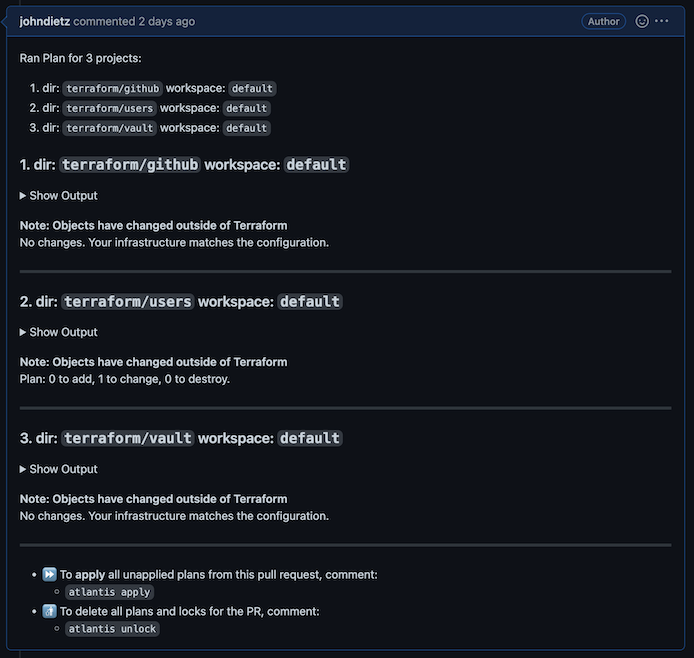 johndietz commented 2 days ago Author
Ran Plan for 3 projects:
1. dir: terraform/github workspace: default
2. dir: terraform/users workspace: default
3. dir: terraform/vault workspace: default
1. dir: terraform/github workspace: default
Show Output
Note: Objects have changed outside of Terraform
No changes. Your infrastructure matches the configuration.
2. dir: terraform/users workspace: default
Show Output
Note: Objects have changed outside of Terraform
Plan: 0 to add, 1 to change, 0 to destroy.
3. dir: terraform/vault workspace: default
Show Output
Note: Objects have changed outside of Terraform
No changes. Your infrastructure matches the configuration.
To apply all unapplied plans from this pull request, comment:
atlantis apply
To delete all plans and locks for the PR, comment:
atlantis unlock